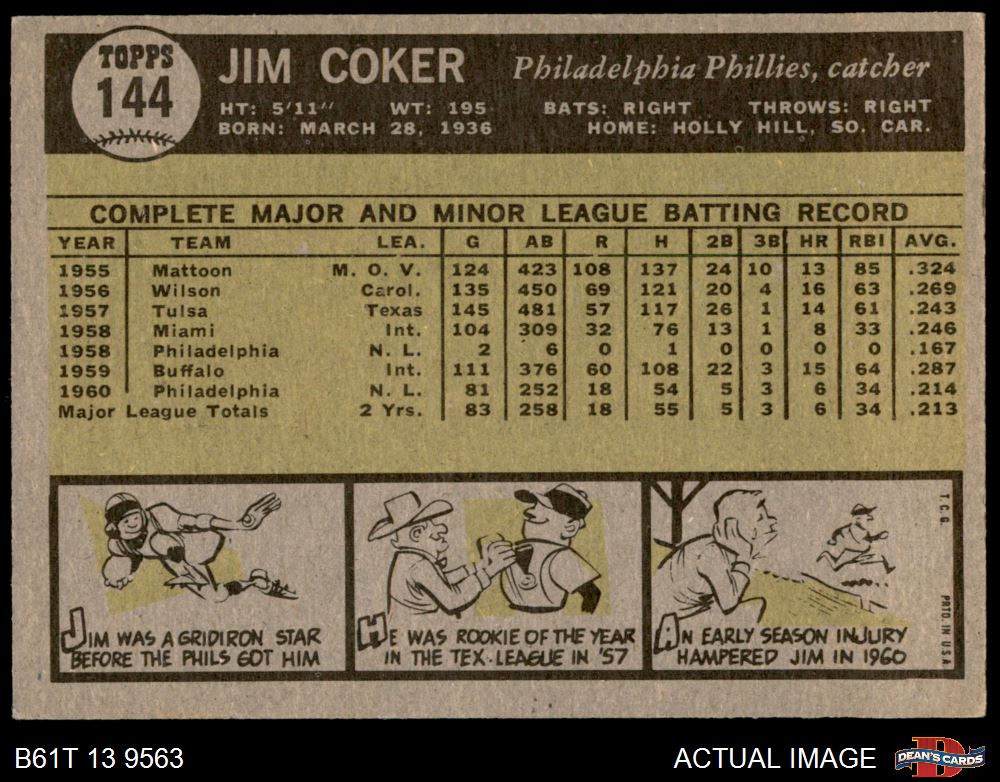 TOPPS
144
JIM COKER Philadelphia Phillies, catcher
HT: 5'11" WT: 195 BATS: RIGHT THROWS: RIGHT
BORN: MARCH 28, 1936 HOME: HOLLY HILL, SO. CAR.
COMPLETE MAJOR AND MINOR LEAGUE BATTING RECORD
YEAR TEAM LEA. G AB R H 2B 3B HR RBI AVG.
1955 Mattoon M. O. V. 124 423 108 137 24 10 13 85 .324
1956 Wilson Carol. 135 450 69 121 20 4 16 63 .269
1957 Tulsa Texas 145 481 57 117 26 1 14 61 .243
1958 Miami Int. 104 309 32 76 13 1 8 33 .246
1958 Philadelphia N. L. 2 6 0 1 0 0 0 0 .167
1959 Buffalo Int. 111 376 60 108 22 3 15 64 .287
1960 Philadelphia N. L. 81 252 18 54 5 3 6 34 .214
Major League Totals 2 Yrs. 83 258 18 55 5 3 6 34 .213
JIM WAS A GRIDIRON STAR
BEFORE THE PHILS GOT HIM
HE WAS ROOKIE OF THE YEAR
IN THE TEX. LEAGUE IN '57
AN EARLY SEASON INJURY
HAMPERED JIM IN 1960
T.C.G.
PRTD. IN U.S.A.
B61T 13 9563
ACTUAL IMAGE
D
DEAN'S CARDS